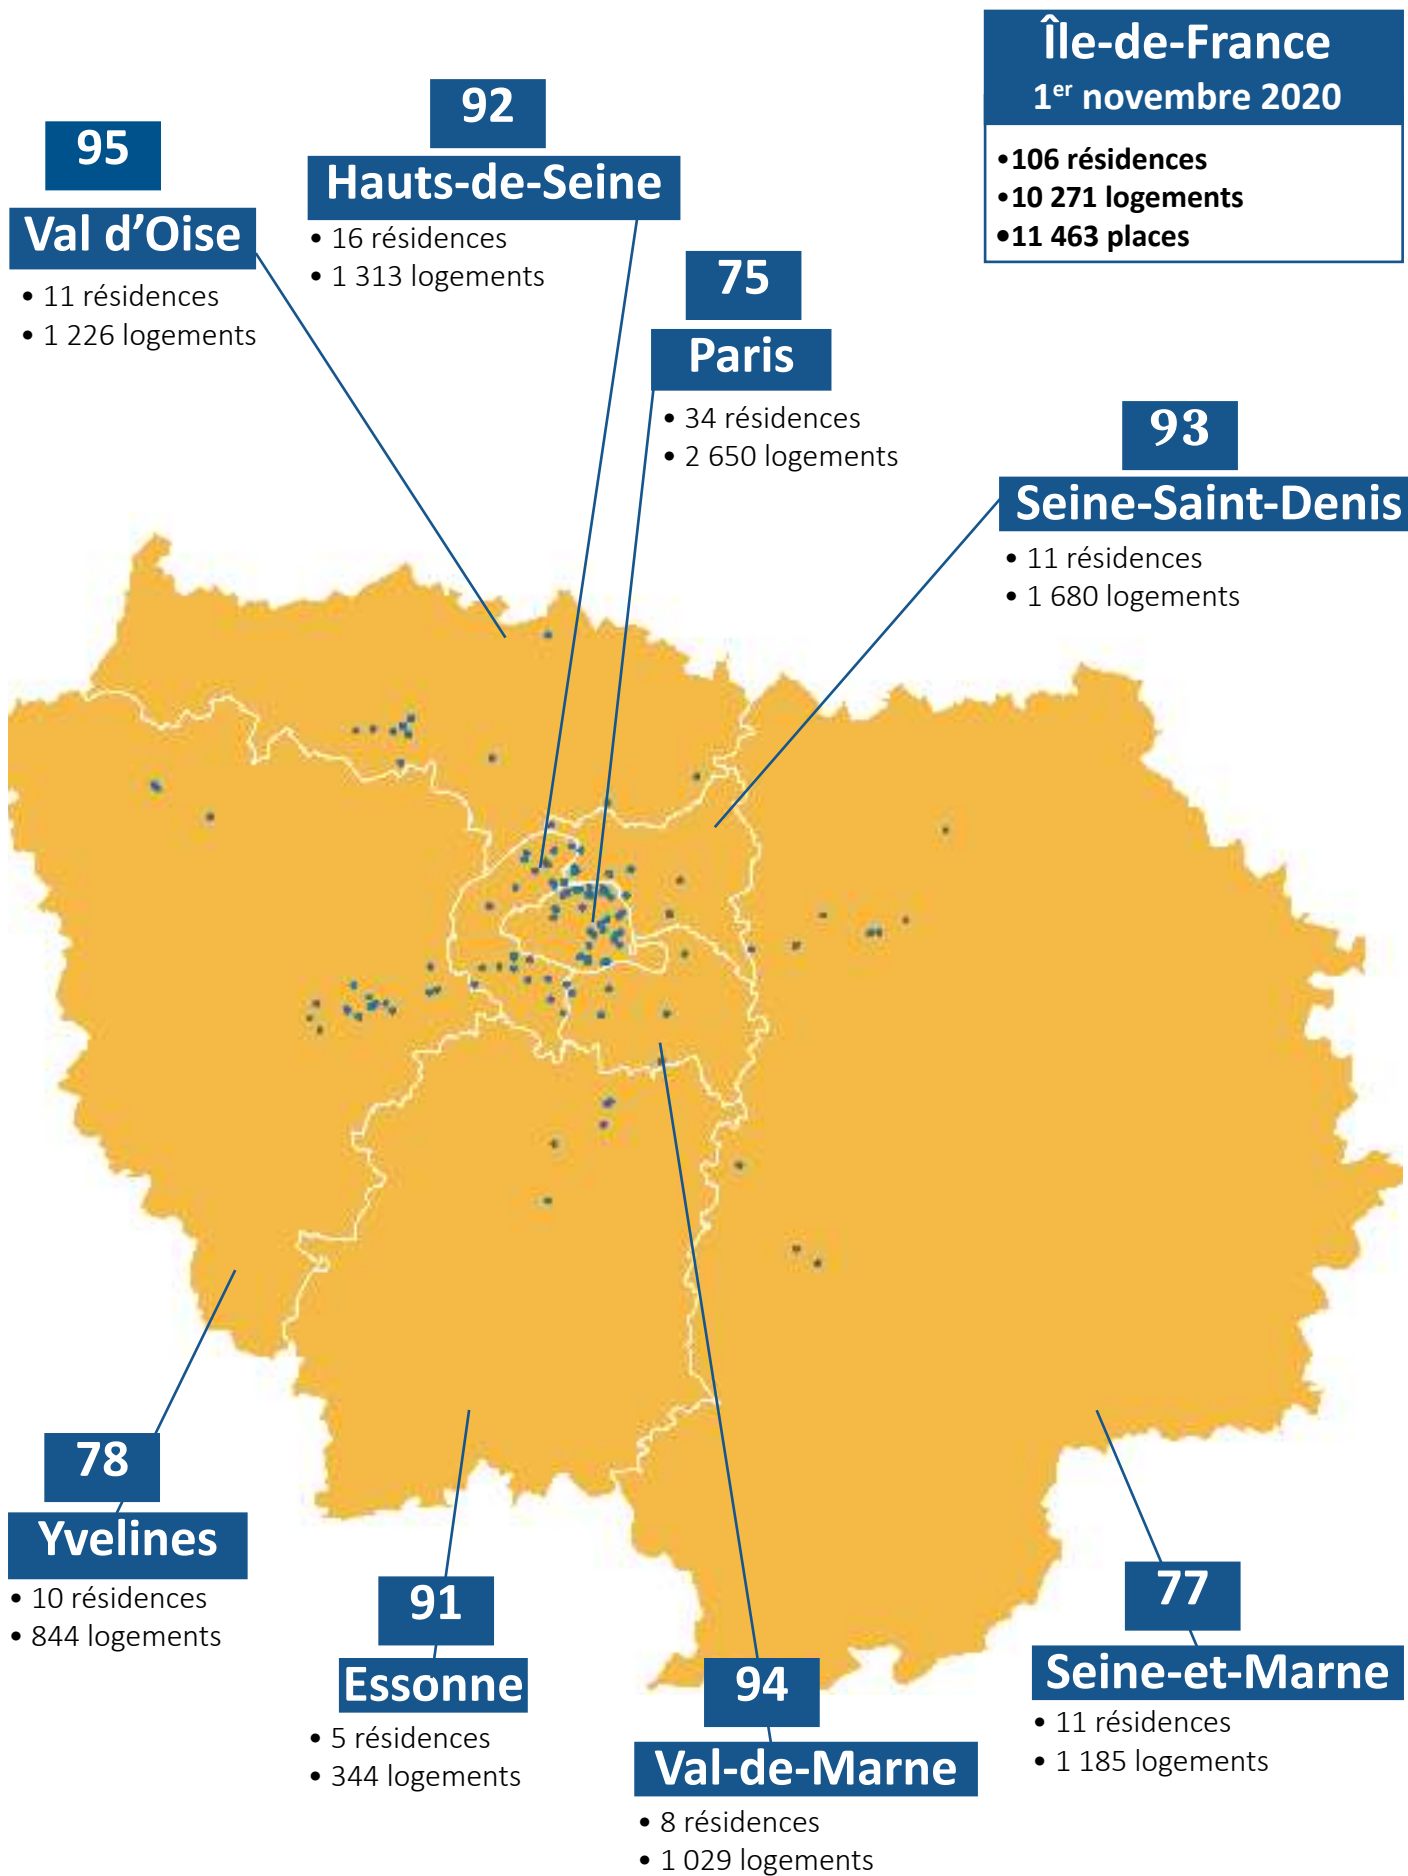 Île-de-France
1er novembre 2020
•106 résidences
•10 271 logements
•11 463 places
92
Hauts-de-Seine
• 16 résidences
• 1 313 logements
95
Val d’Oise
• 11 résidences
• 1 226 logements
75
Paris
• 34 résidences
• 2 650 logements
93
Seine-Saint-Denis
• 11 résidences
• 1 680 logements
78
Yvelines
• 10 résidences
• 844 logements
91
Essonne
• 5 résidences
• 344 logements
94
Val-de-Marne
• 8 résidences
• 1 029 logements
77
Seine-et-Marne
• 11 résidences
• 1 185 logements